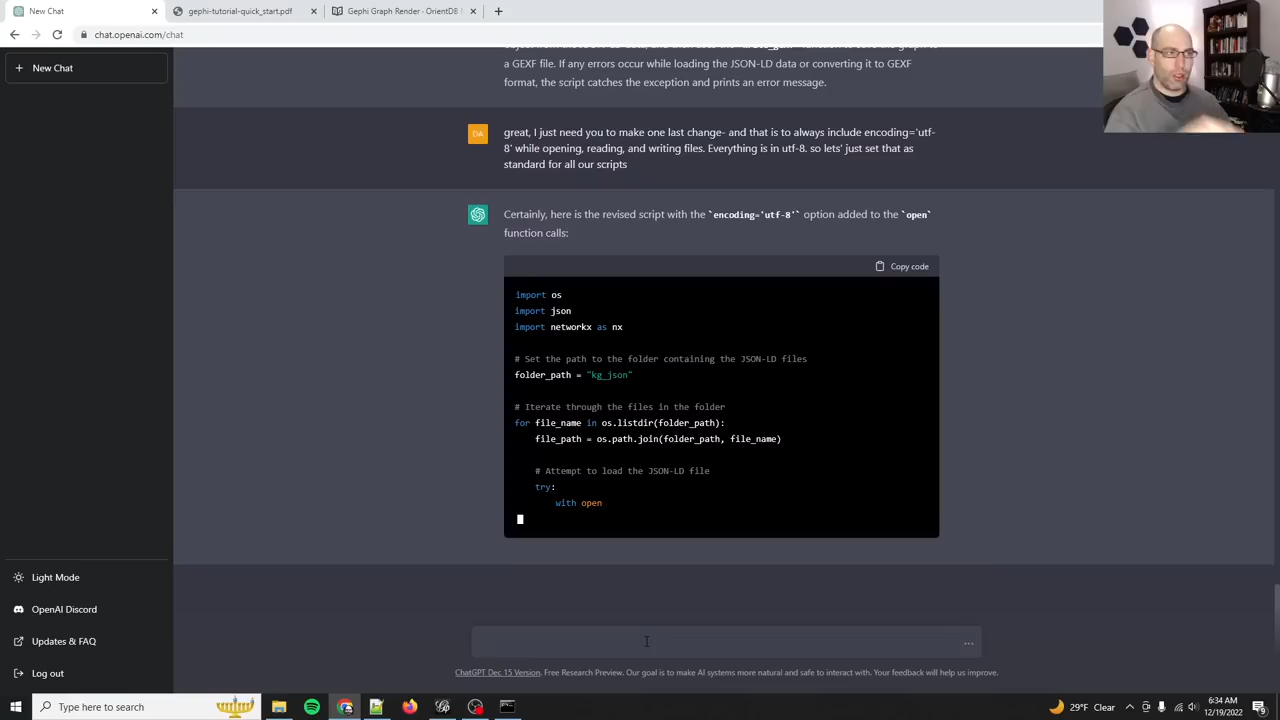 New Chat
gephi-tutorial-quick_start.pdf
Gephi Graph Render - OrientDB
chat.openai.com/chat
New Chat
a GEXF file. If any errors occur while loading the JSON-LD data or converting it to GEXF
format, the script catches the exception and prints an error message.
DA
great, I just need you to make one last change- and that is to always include encoding='utf-
8' while opening, reading, and writing files. Everything is in utf-8. so lets' just set that as
standard for all our scripts
Certainly, here is the revised script with the `encoding='utf-8'` option added to the `open`
function calls:
Copy code
import os
import json
import networkx as nx
# Set the path to the folder containing the JSON-LD files
folder_path = "kg_json"
# Iterate through the files in the folder
for file_name in os.listdir(folder_path):
file_path = os.path.join(folder_path, file_name)
# Attempt to load the JSON-LD file
try:
with open
Light Mode
OpenAI Discord
Updates & FAQ
Log out
ChatGPT Dec 15 Version. Free Research Preview. Our goal is to make AI systems more natural and safe to interact with. Your feedback will help us improve.
Type here to search
29°F Clear
6:34 AM
12/19/2022